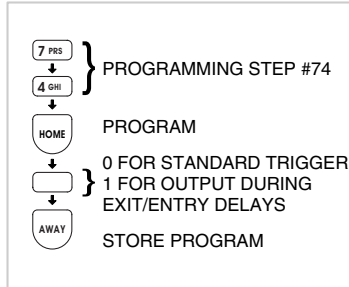 7 PRS
4 GHI
PROGRAMMING STEP #74
HOME
PROGRAM
0 FOR STANDARD TRIGGER
1 FOR OUTPUT DURING
EXIT/ENTRY DELAYS
AWAY
STORE PROGRAM